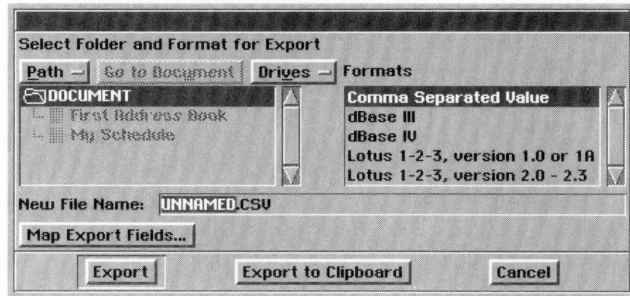 Select Folder and Format for Export
Path Go to Document Drives Formats
DOCUMENT
First Address Book
My Schedule
Comma Separated Value
dBase III
dBase IV
Lotus 1-2-3, version 1.0 or 1A
Lotus 1-2-3, version 2.0 - 2.3
New File Name: UNNAMED.CSV
Map Export Fields...
Export Export to Clipboard Cancel